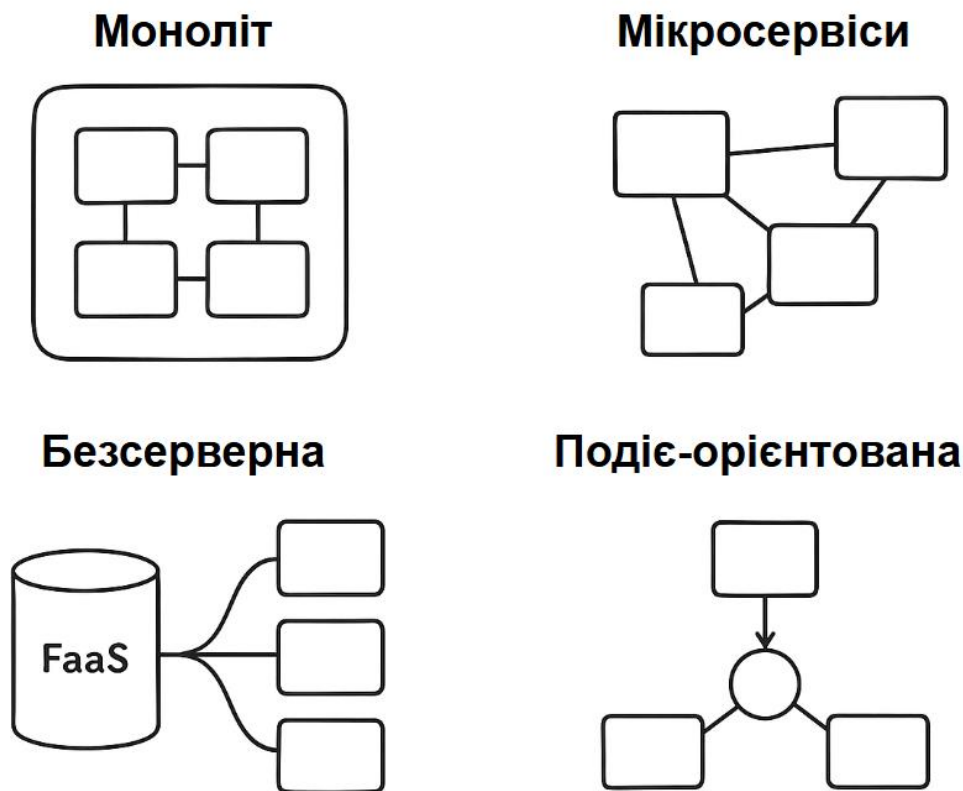 Моноліт
Мікросервіси
Безсерверна
Подіє-орієнтована
FaaS